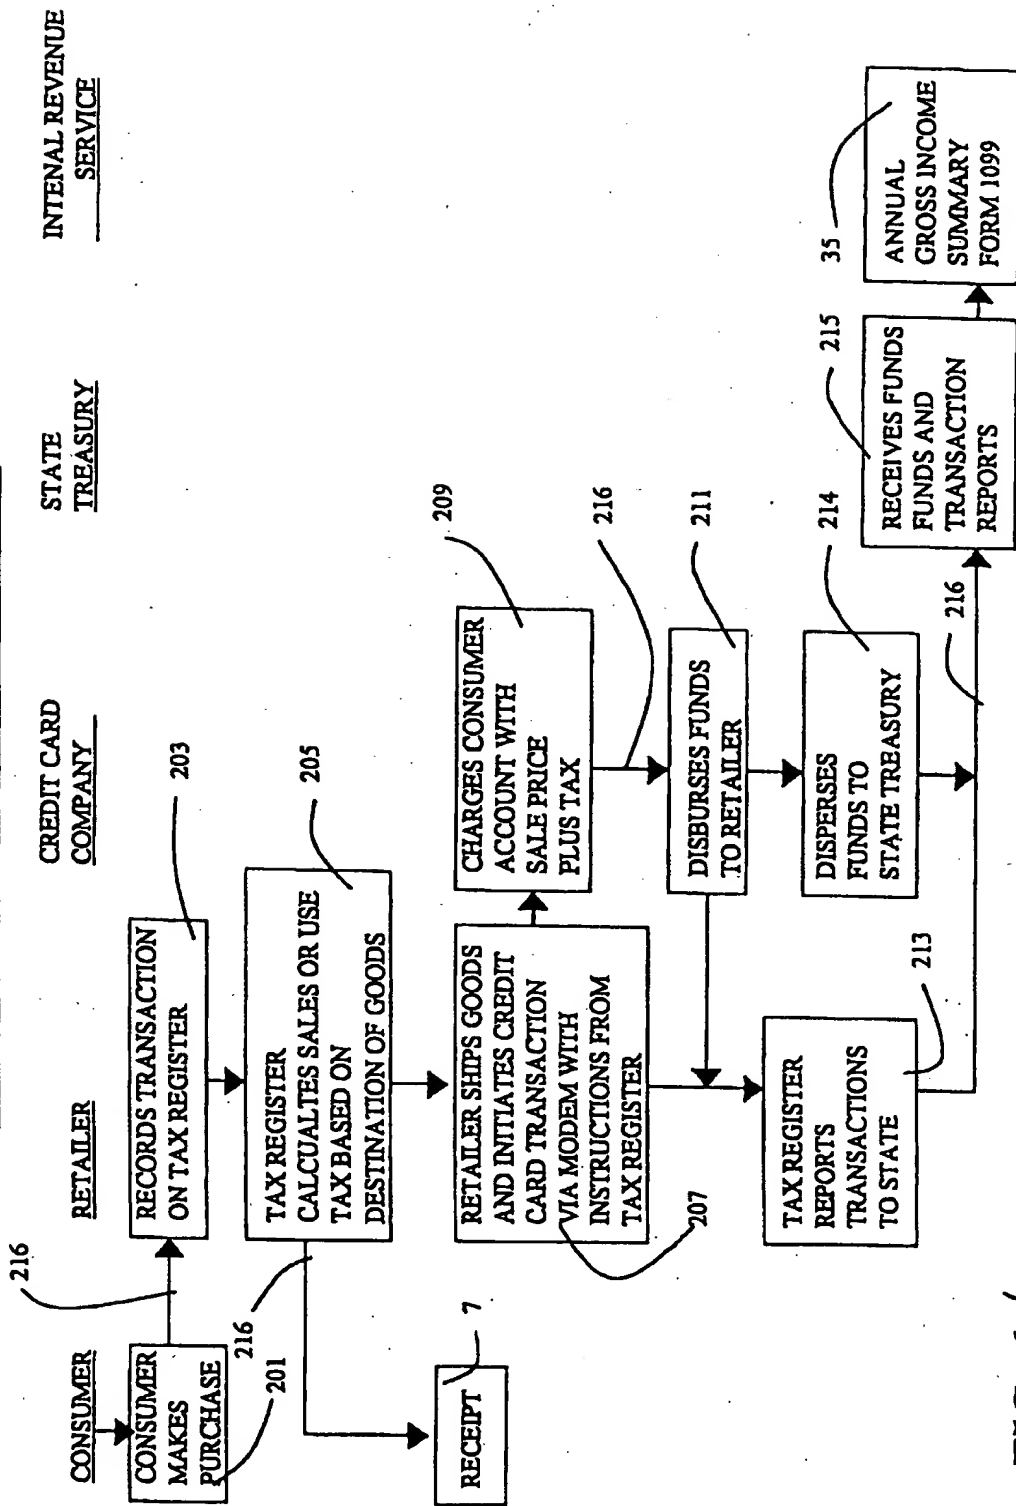 CONSUMER
RETAILER
CREDIT CARD
COMPANY
STATE
TREASURY
INTENAL REVENUE
SERVICE
CONSUMER
MAKES
PURCHASE
201
216
RECORDS TRANSACTION
ON TAX REGISTER
203
TAX REGISTER
CALCUALTES SALES OR USE
TAX BASED ON
DESTINATION OF GOODS
205
216
RECEIPT
7
RETAILER SHIPS GOODS
AND INITIATES CREDIT
CARD TRANSACTION
VIA MODEM WITH
INSTRUCTIONS FROM
TAX REGISTER
207
CHARGES CONSUMER
ACCOUNT WITH
SALE PRICE
PLUS TAX
209
216
DISBURSES FUNDS
TO RETAILER
211
TAX REGISTER
REPORTS
TRANSACTIONS
TO STATE
213
DISPERSES
FUNDS TO
STATE TREASURY
214
216
RECEIVES FUNDS
FUNDS AND
TRANSACTION
REPORTS
215
ANNUAL
GROSS INCOME
SUMMARY
FORM 1099
35